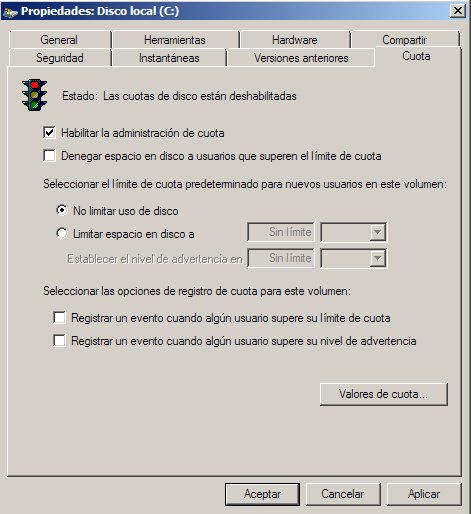 Propiedades: Disco local (C:)
General Herramientas Hardware Compartir
Seguridad Instantáneas Versiones anteriores Cuota
Estado: Las cuotas de disco están deshabilitadas
Habilitar la administración de cuota
Denegar espacio en disco a usuarios que superen el límite de cuota
Seleccionar el límite de cuota predeterminado para nuevos usuarios en este volumen:
No limitar uso de disco
Limitar espacio en disco a Sin límite
Establecer el nivel de advertencia en Sin límite
Seleccionar las opciones de registro de cuota para este volumen:
Registrar un evento cuando algún usuario supere su límite de cuota
Registrar un evento cuando algún usuario supere su nivel de advertencia
Valores de cuota...
Aceptar Cancelar Aplicar